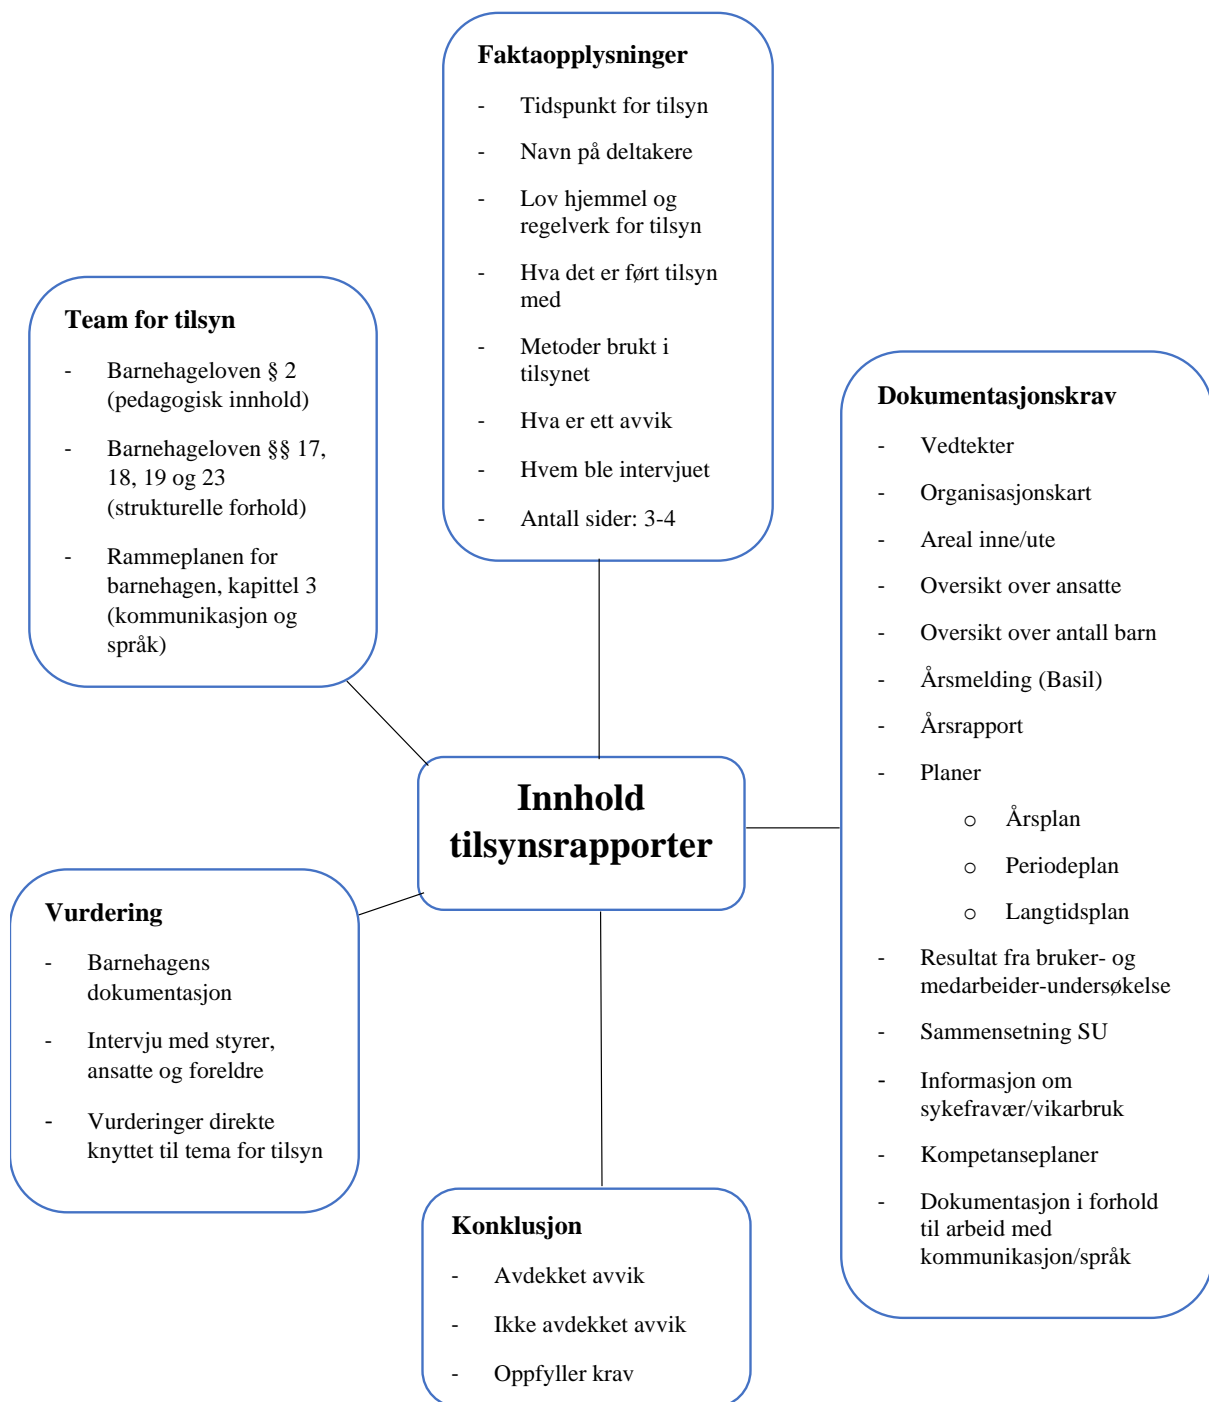 Faktaopplysninger
- Tidspunkt for tilsyn
- Navn på deltakere
- Lov hjemmel og
regelverk for tilsyn
- Hva det er ført tilsyn
med
- Metoder brukt i
tilsynet
- Hva er ett avvik
- Hvem ble intervjuet
- Antall sider: 3-4
Team for tilsyn
- Barnehageloven § 2
(pedagogisk innhold)
- Barnehageloven §§ 17,
18, 19 og 23
(strukturelle forhold)
- Rammeplanen for
barnehagen, kapittel 3
(kommunikasjon og
språk)
Dokumentasjonskrav
- Vedtekter
- Organisasjonskart
- Areal inne/ute
- Oversikt over ansatte
- Oversikt over antall barn
- Årsmelding (Basil)
- Årsrapport
- Planer
o Årsplan
o Periodeplan
o Langtidsplan
- Resultat fra bruker- og
medarbeider-undersøkelse
- Sammensetning SU
- Informasjon om
sykefravær/vikarbruk
- Kompetanseplaner
- Dokumentasjon i forhold
til arbeid med
kommunikasjon/språk
Innhold
tilsynsrapporter
Vurdering
- Barnehagens
dokumentasjon
- Intervju med styrer,
ansatte og foreldre
- Vurderinger direkte
knyttet til tema for tilsyn
Konklusjon
- Avdekket avvik
- Ikke avdekket avvik
- Oppfyller krav